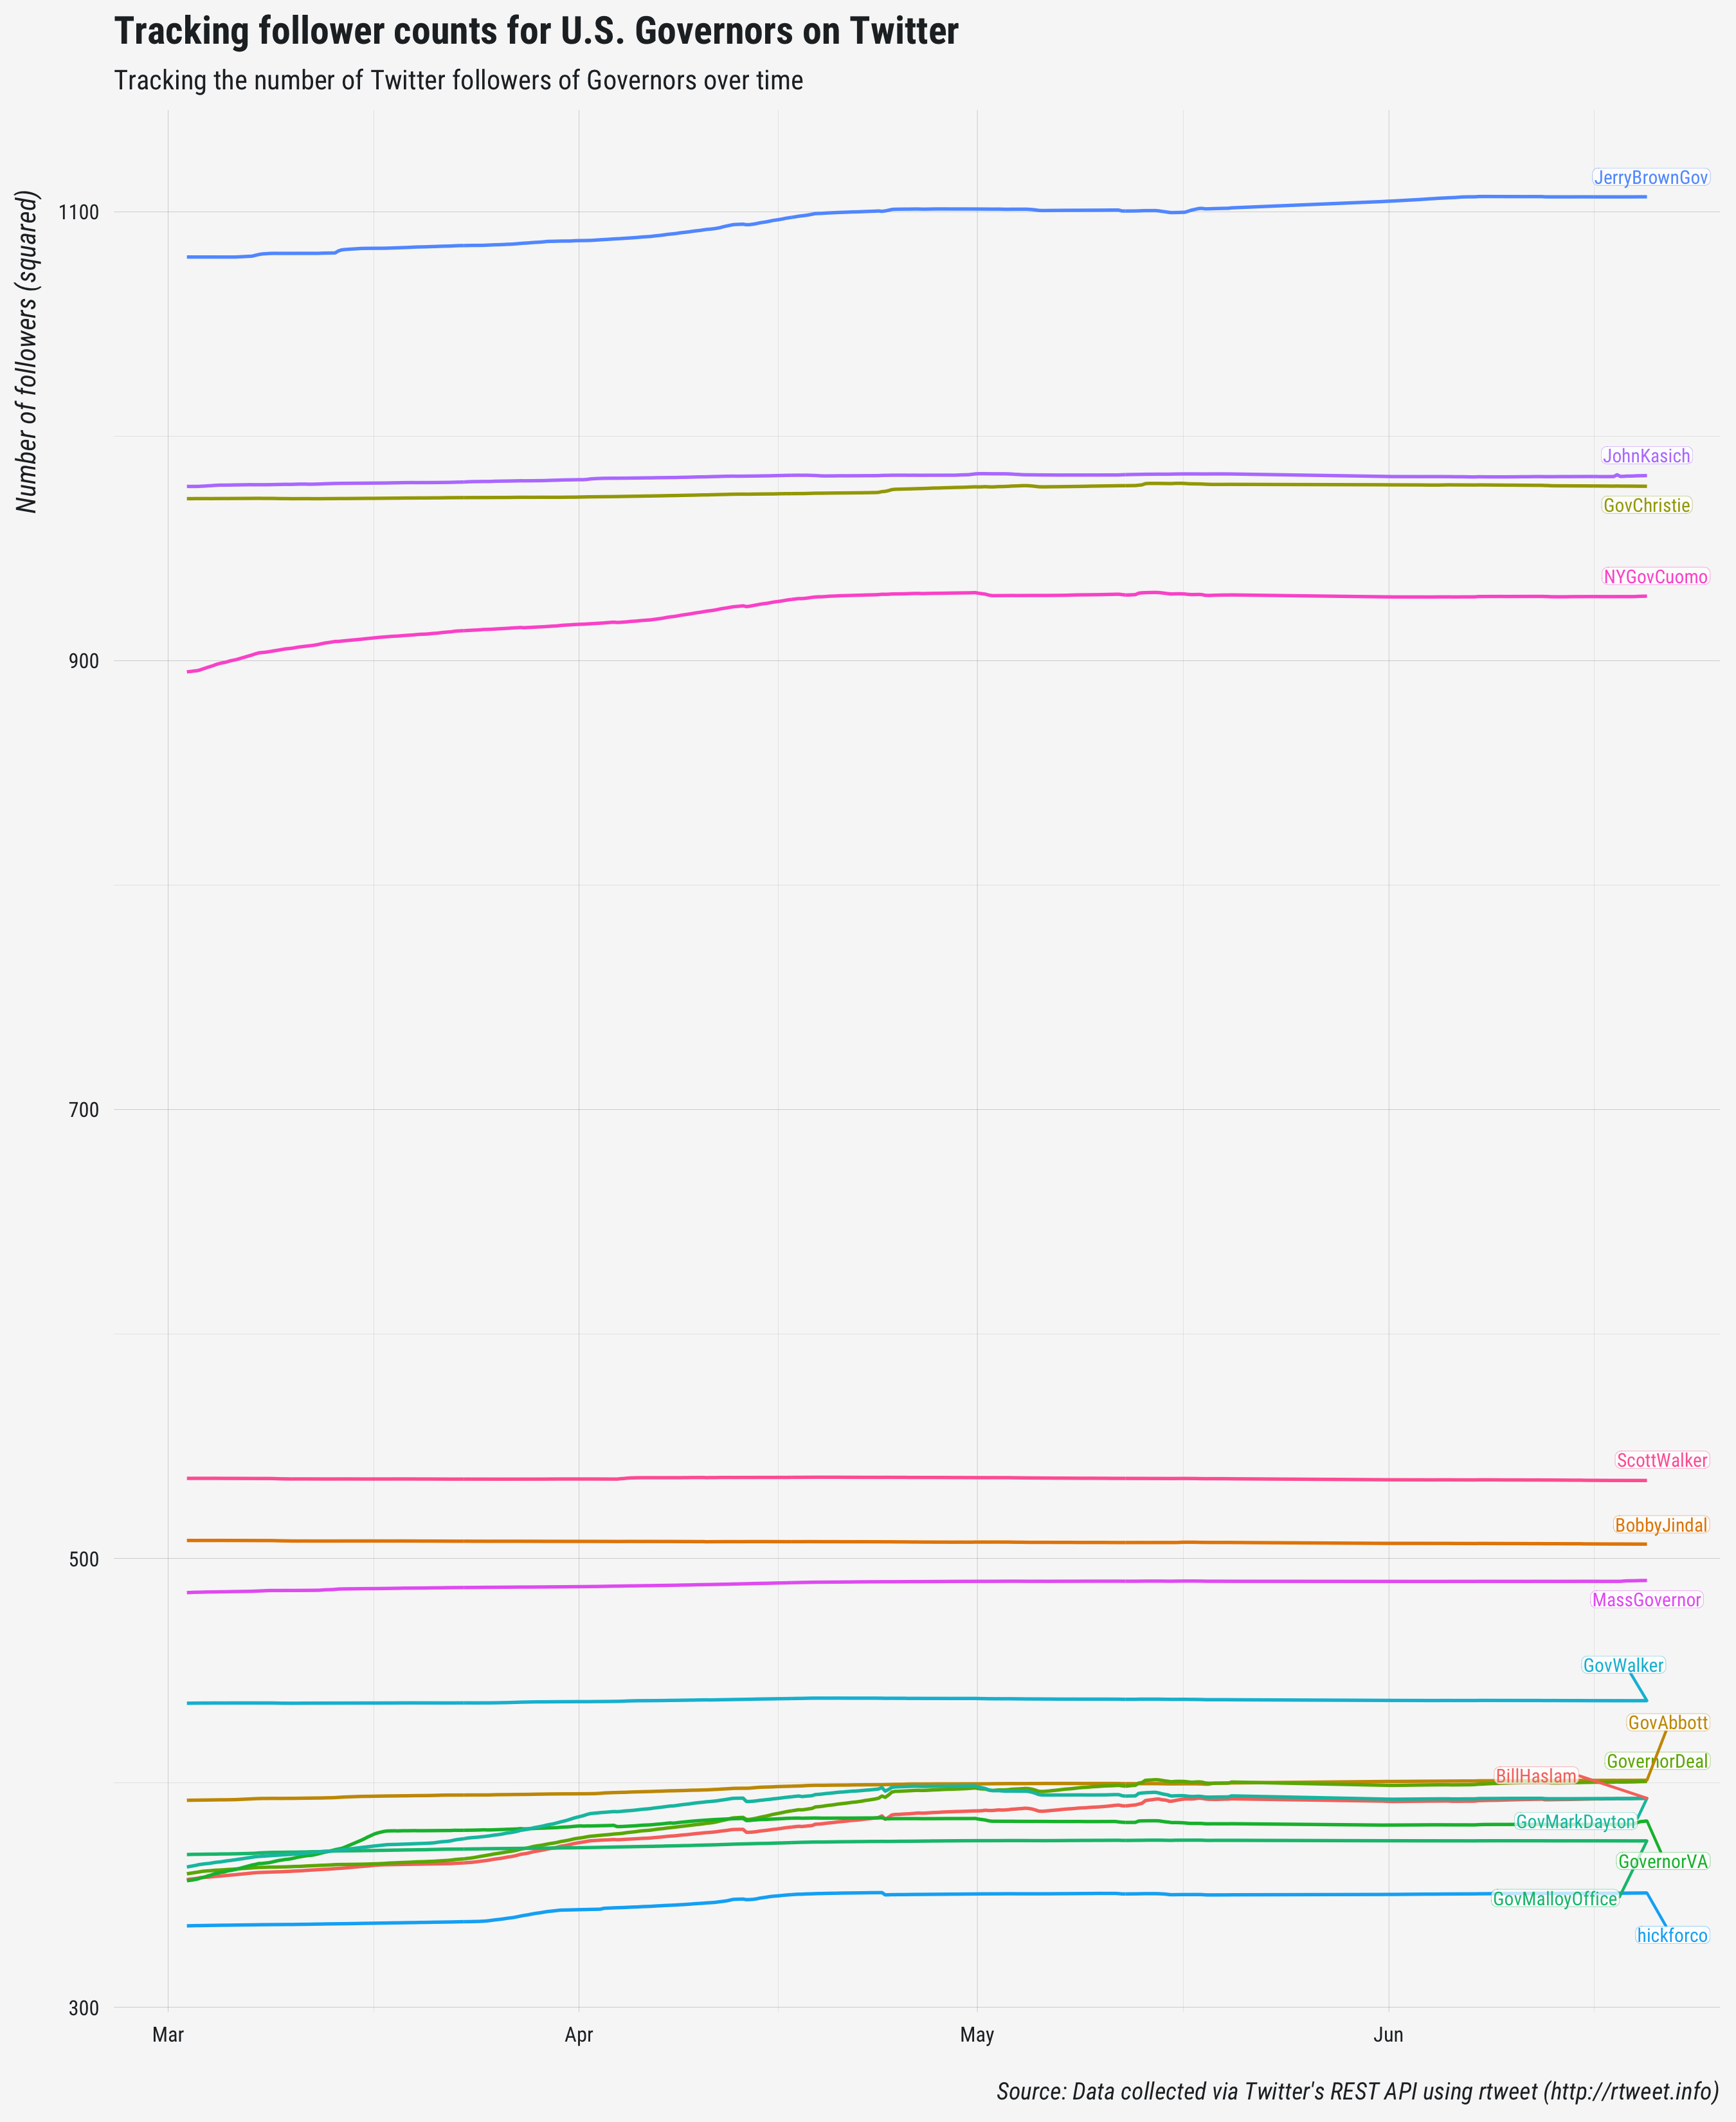 Tracking follower counts for U.S. Governors on Twitter
Tracking the number of Twitter followers of Governors over time
Number of followers (squared)
1100
900
700
500
300
JerryBrownGov
JohnKasich
GovChristie
NYGovCuomo
ScottWalker
BobbyJindal
MassGovernor
GovWalker
GovAbbott
GovernorDeal
BillHaslam
GovMarkDayton
GovernorVA
GovMalloyOffice
hickforco
Mar
Apr
May
Jun
Source: Data collected via Twitter's REST API using rtweet (http://rtweet.info)